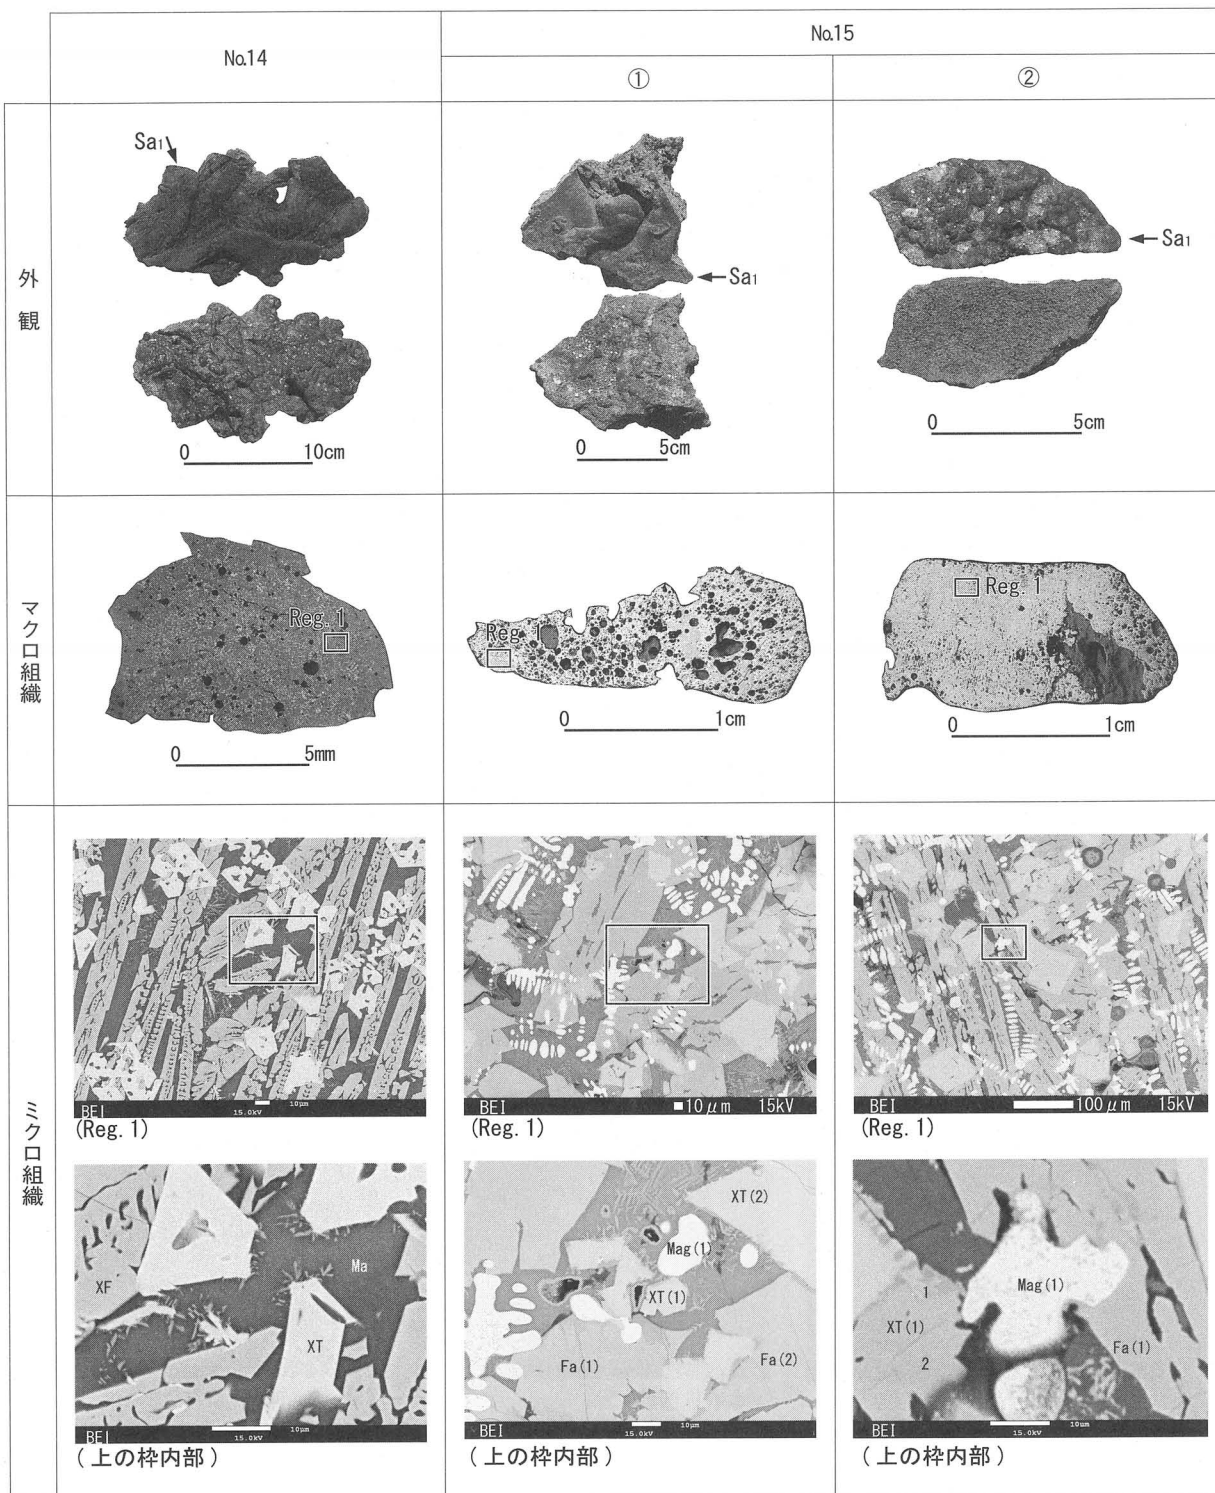 No.14
No.15
①
②
外観
Sa1
Sa1
Sa1
0 10cm
0 5cm
0 5cm
マクロ組織
Reg. 1
Reg. 1
Reg. 1
0 5mm
0 1cm
0 1cm
ミクロ組織
BEI 15.0kV 10μm
BEI 10μm 15kV
BEI 100μm 15kV
(Reg. 1)
(Reg. 1)
(Reg. 1)
XF
Ma
XT
BEI 15.0kV 10μm
XT(2)
Mag(1)
XT(1)
Fa(1)
Fa(2)
BEI 15.0kV 10μm
1
Mag(1)
XT(1)
Fa(1)
2
BEI 15.0kV 10μm
(上の枠内部)
(上の枠内部)
(上の枠内部)